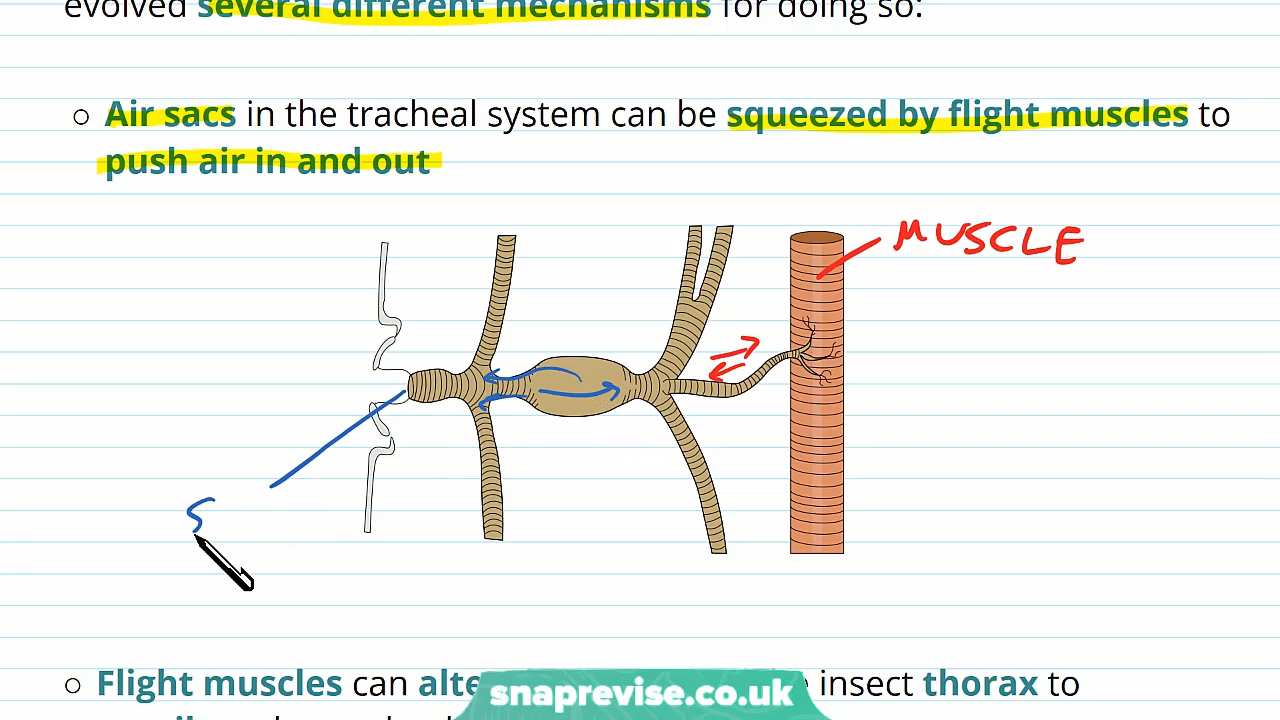 evolved several different mechanisms for doing so:
○ Air sacs in the tracheal system can be squeezed by flight muscles to
push air in and out
MUSCLE
S
○ Flight muscles can insect thorax to
snaprevise.co.uk